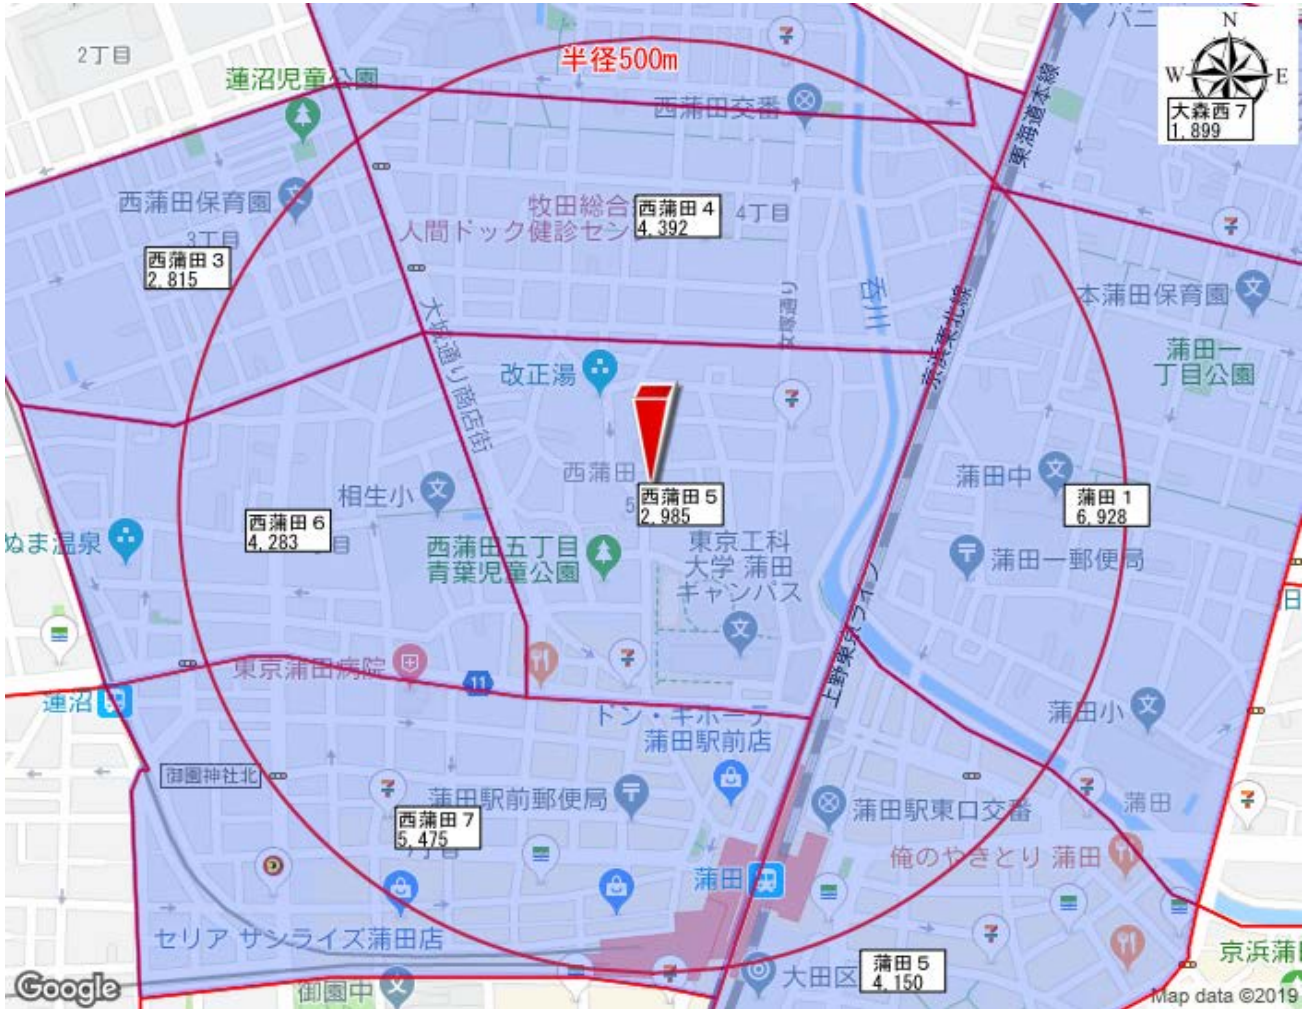 パニ
N
W E
大森西7
1,899
2丁目
半径500m
蓮沼児童公園
西蒲田交番
東海道本線
西蒲田保育園
牧田総合
西蒲田4
4,392
4丁目
人間ドック健診セン
3丁目
西蒲田3
2,815
女塚通り
呑川
本蒲田保育園
大城通り商店街
京浜東北線
蒲田一
丁目公園
改正湯
西蒲田
5
西蒲田5
2,985
相生小
蒲田中
蒲田1
6,928
西蒲田6
4,283
目
ぬま温泉
西蒲田五丁目
青葉児童公園
東京工科
大学 蒲田
キャンパス
蒲田一郵便局
日
東京蒲田病院
11
上野東京ライン
蓮沼
ドン・キホーテ
蒲田駅前店
蒲田小
御園神社北
蒲田駅前郵便局
蒲田駅東口交番
蒲田
西蒲田7
5,475
7丁目
俺のやきとり 蒲田
蒲田
セリア サンライズ蒲田店
京浜蒲
大田区
蒲田5
4,150
御園中
Google
Map data ©2019